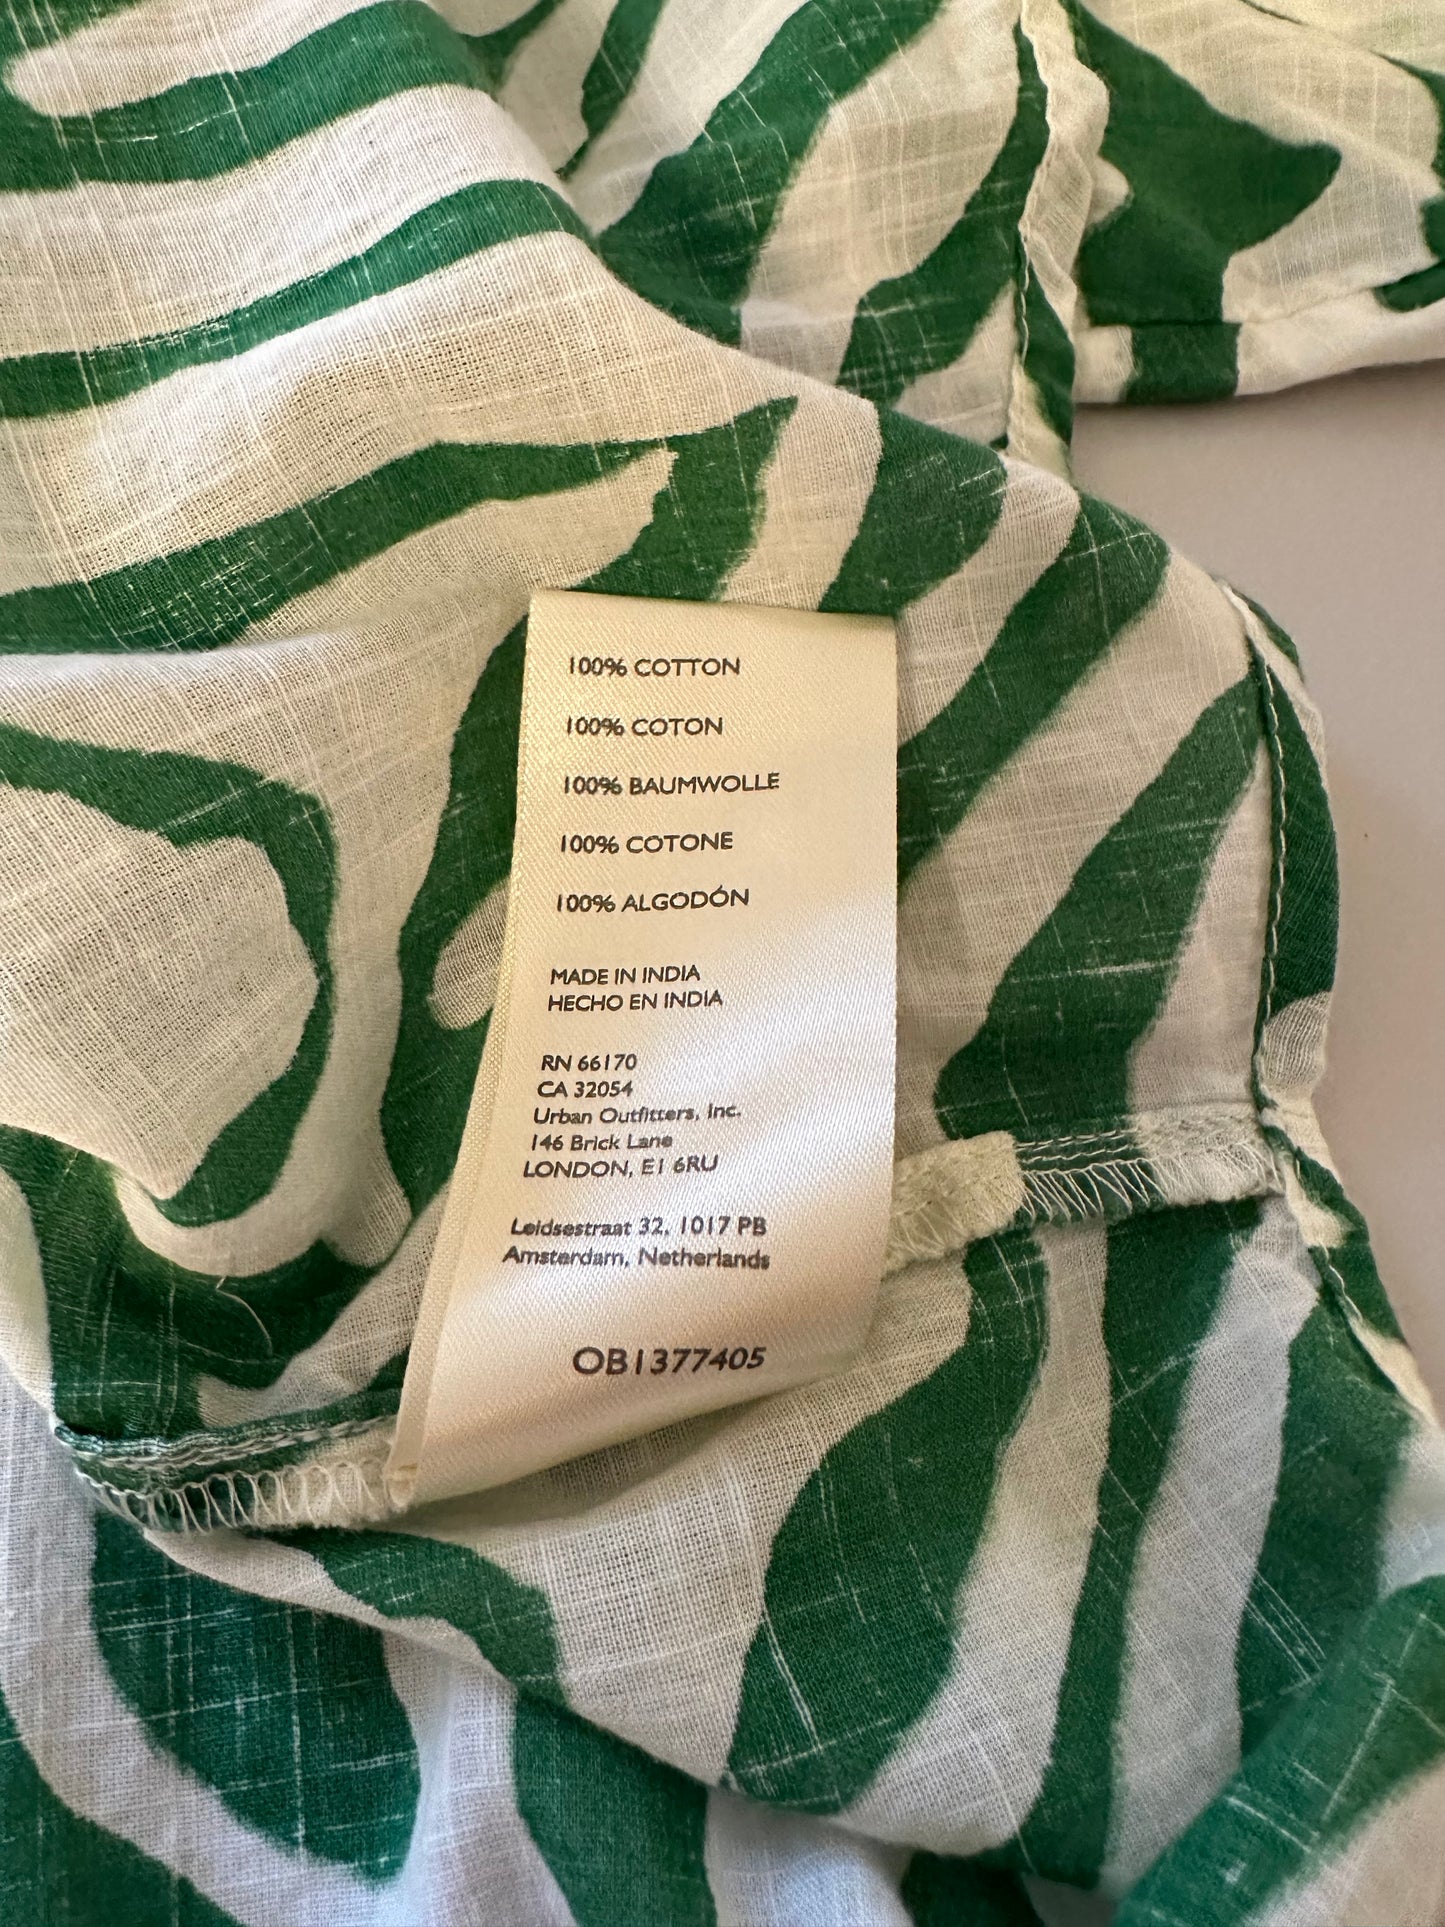 100% COTTON
100% COTON
100% BAUMWOLLE
100% COTONE
100% ALGODÓN
MADE IN INDIA
HECHO EN INDIA
RN 66170
CA 32054
Urban Outfitters, Inc.
146 Brick Lane
LONDON, E1 6RU
Leidsestraat 32, 1017 PB
Amsterdam, Netherlands
OB1377405